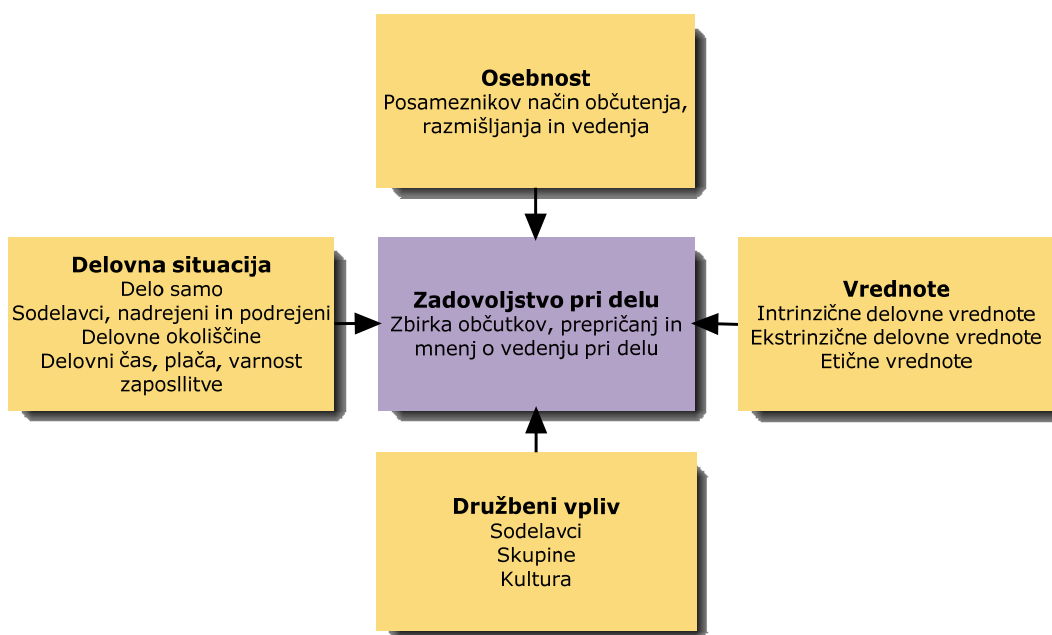 Osebnost
Posameznikov način občutenja,
razmišljanja in vedenja
Delovna situacija
Delo samo
Sodelavci, nadrejeni in podrejeni
Delovne okoliščine
Delovni čas, plača, varnost
zaposllitve
Zadovoljstvo pri delu
Zbirka občutkov, prepričanj in
mnenj o vedenju pri delu
Vrednote
Intrinzične delovne vrednote
Ekstrinzične delovne vrednote
Etične vrednote
Družbeni vpliv
Sodelavci
Skupine
Kultura